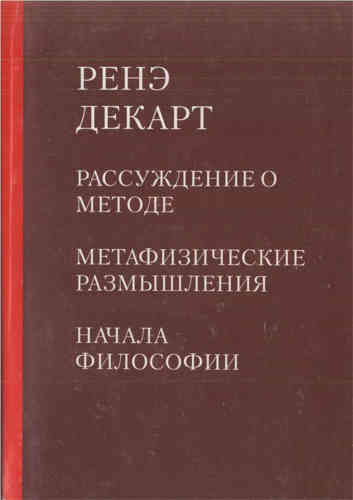 РЕНЭ
ДЕКАРТ
РАССУЖДЕНИЕ О
МЕТОДЕ
МЕТАФИЗИЧЕСКИЕ
РАЗМЫШЛЕНИЯ
НАЧАЛА
ФИЛОСОФИИ